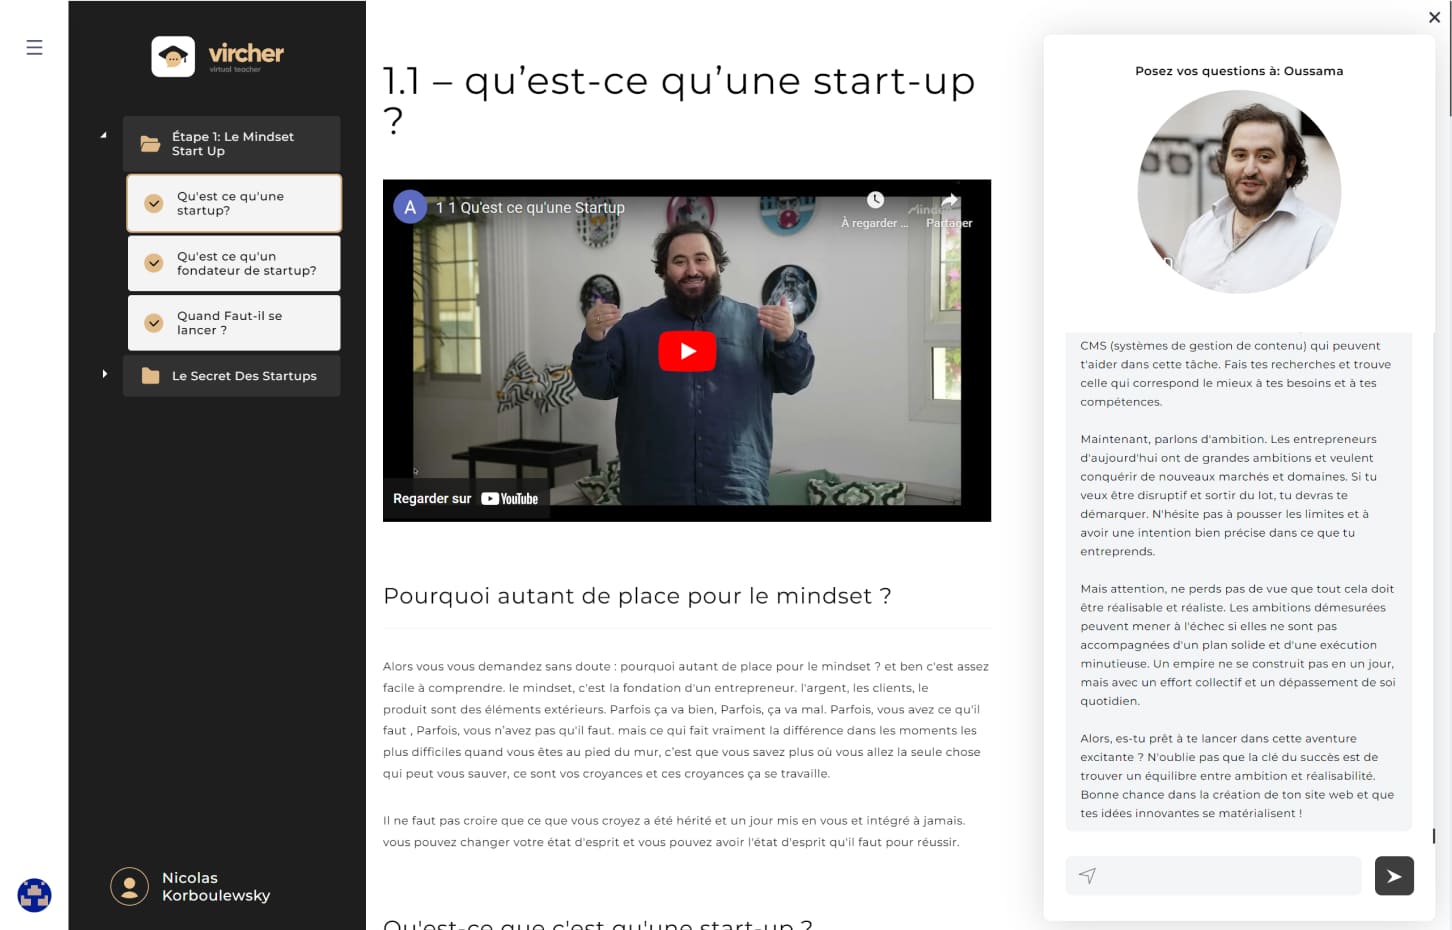 vircher
virtual teacher
Étape 1: Le Mindset
Start Up
Qu'est ce qu'une
startup?
Qu'est ce qu'un
fondateur de startup?
Quand Faut-il se
lancer ?
Le Secret Des Startups
Nicolas
Korboulewsky
1.1 – qu’est-ce qu’une start-up
?
A
1 1 Qu'est ce qu'une Startup
À regarder ...
Partager
Regarder sur YouTube
Pourquoi autant de place pour le mindset ?
Alors vous vous demandez sans doute : pourquoi autant de place pour le mindset ? et ben c'est assez
facile à comprendre. le mindset, c'est la fondation d'un entrepreneur. l'argent, les clients, le
produit sont des éléments extérieurs. Parfois ça va bien, Parfois, ça va mal. Parfois, vous avez ce qu'il
faut , Parfois, vous n’avez pas qu'il faut. mais ce qui fait vraiment la différence dans les moments les
plus difficiles quand vous êtes au pied du mur, c’est que vous savez plus où vous allez la seule chose
qui peut vous sauver, ce sont vos croyances et ces croyances ça se travaille.
Il ne faut pas croire que ce que vous croyez a été hérité et un jour mis en vous et intégré à jamais.
vous pouvez changer votre état d'esprit et vous pouvez avoir l'état d'esprit qu'il faut pour réussir.
Qu'est-ce que c'est qu'une start-up ?
Posez vos questions à: Oussama
CMS (systèmes de gestion de contenu) qui peuvent
t'aider dans cette tâche. Fais tes recherches et trouve
celle qui correspond le mieux à tes besoins et à tes
compétences.
Maintenant, parlons d'ambition. Les entrepreneurs
d'aujourd'hui ont de grandes ambitions et veulent
conquérir de nouveaux marchés et domaines. Si tu
veux être disruptif et sortir du lot, tu devras te
démarquer. N'hésite pas à pousser les limites et à
avoir une intention bien précise dans ce que tu
entreprends.
Mais attention, ne perds pas de vue que tout cela doit
être réalisable et réaliste. Les ambitions démesurées
peuvent mener à l'échec si elles ne sont pas
accompagnées d'un plan solide et d'une exécution
minutieuse. Un empire ne se construit pas en un jour,
mais avec un effort collectif et un dépassement de soi
quotidien.
Alors, es-tu prêt à te lancer dans cette aventure
excitante ? N'oublie pas que la clé du succès est de
trouver un équilibre entre ambition et réalisabilité.
Bonne chance dans la création de ton site web et que
tes idées innovantes se matérialisent !